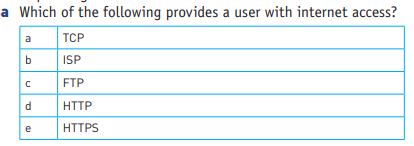 a Which of the following provides a user with internet access?
a TCP
b ISP
c FTP
d HTTP
e HTTPS